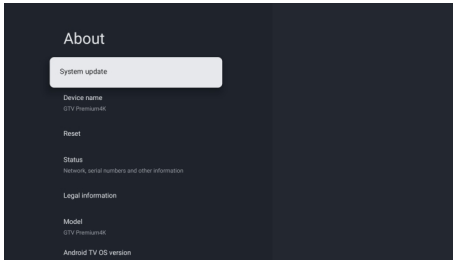 About
System update
Device name
GTV Premium4K
Reset
Status
Network, serial numbers and other information
Legal information
Model
GTV Premium4K
Android TV OS version